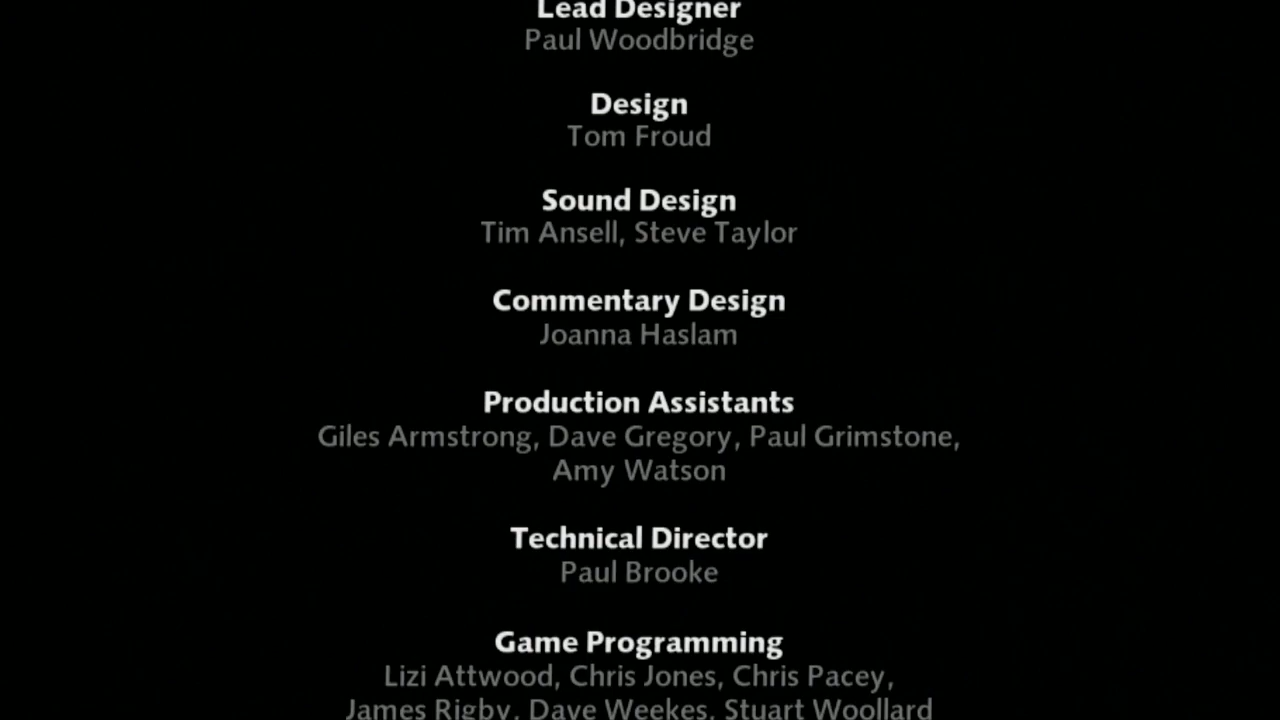 Lead Designer
Paul Woodbridge
Design
Tom Froud
Sound Design
Tim Ansell, Steve Taylor
Commentary Design
Joanna Haslam
Production Assistants
Giles Armstrong, Dave Gregory, Paul Grimstone,
Amy Watson
Technical Director
Paul Brooke
Game Programming
Lizi Attwood, Chris Jones, Chris Pacey,
James Rigby, Dave Weekes, Stuart Woollard